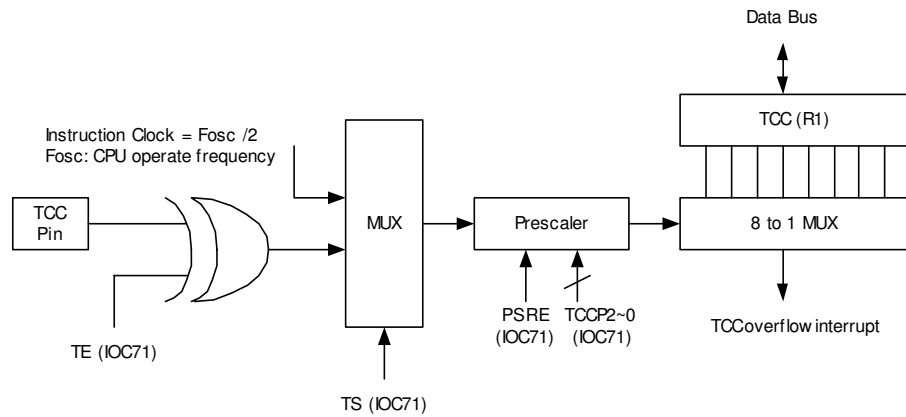 Data Bus
TCC (R1)
Instruction Clock = Fosc /2
Fosc: CPU operate frequency
TCC
Pin
MUX
Prescaler
8 to 1 MUX
PSRE
(IOC71)
TCCP2~0
(IOC71)
TCCoverflow interrupt
TE (IOC71)
TS (IOC71)